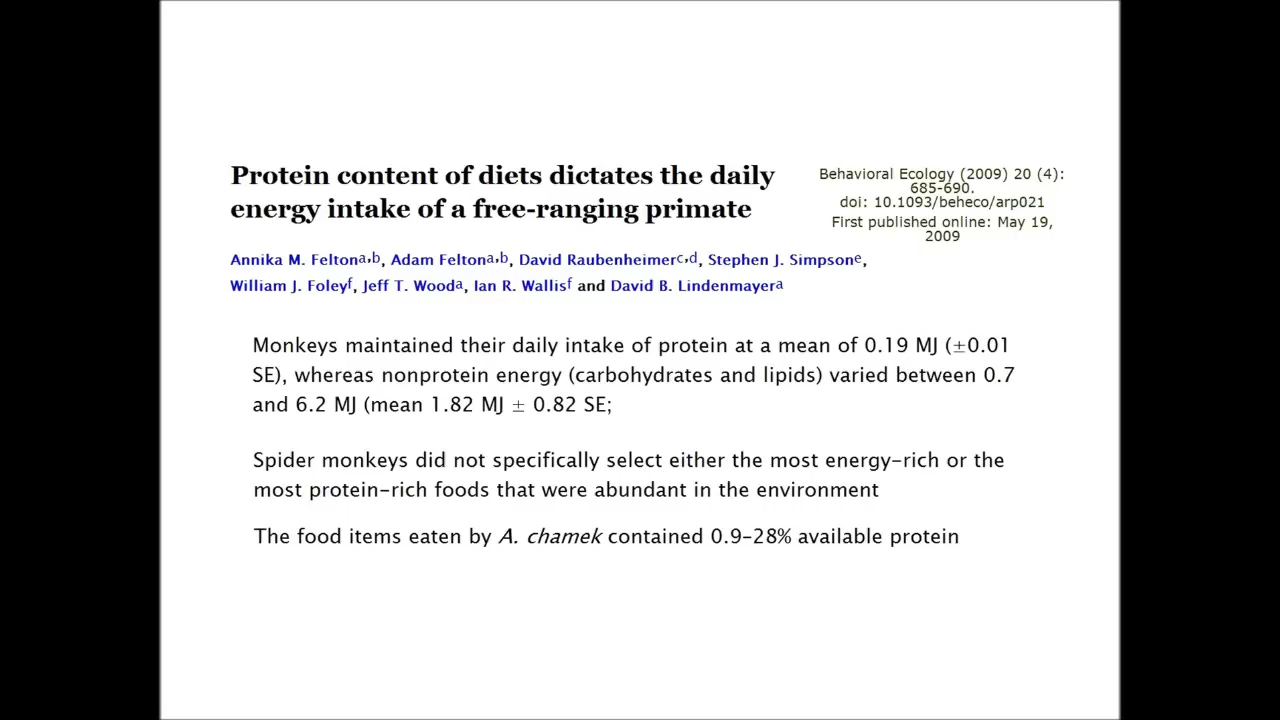 Protein content of diets dictates the daily
energy intake of a free-ranging primate
Behavioral Ecology (2009) 20 (4):
685-690.
doi: 10.1093/beheco/arp021
First published online: May 19,
2009
Annika M. Feltona,b, Adam Feltona,b, David Raubenheimerc,d, Stephen J. Simpsone,
William J. Foleyf, Jeff T. Wooda, Ian R. Wallisf and David B. Lindenmayera
Monkeys maintained their daily intake of protein at a mean of 0.19 MJ (±0.01
SE), whereas nonprotein energy (carbohydrates and lipids) varied between 0.7
and 6.2 MJ (mean 1.82 MJ ± 0.82 SE;
Spider monkeys did not specifically select either the most energy-rich or the
most protein-rich foods that were abundant in the environment
The food items eaten by A. chamek contained 0.9–28% available protein